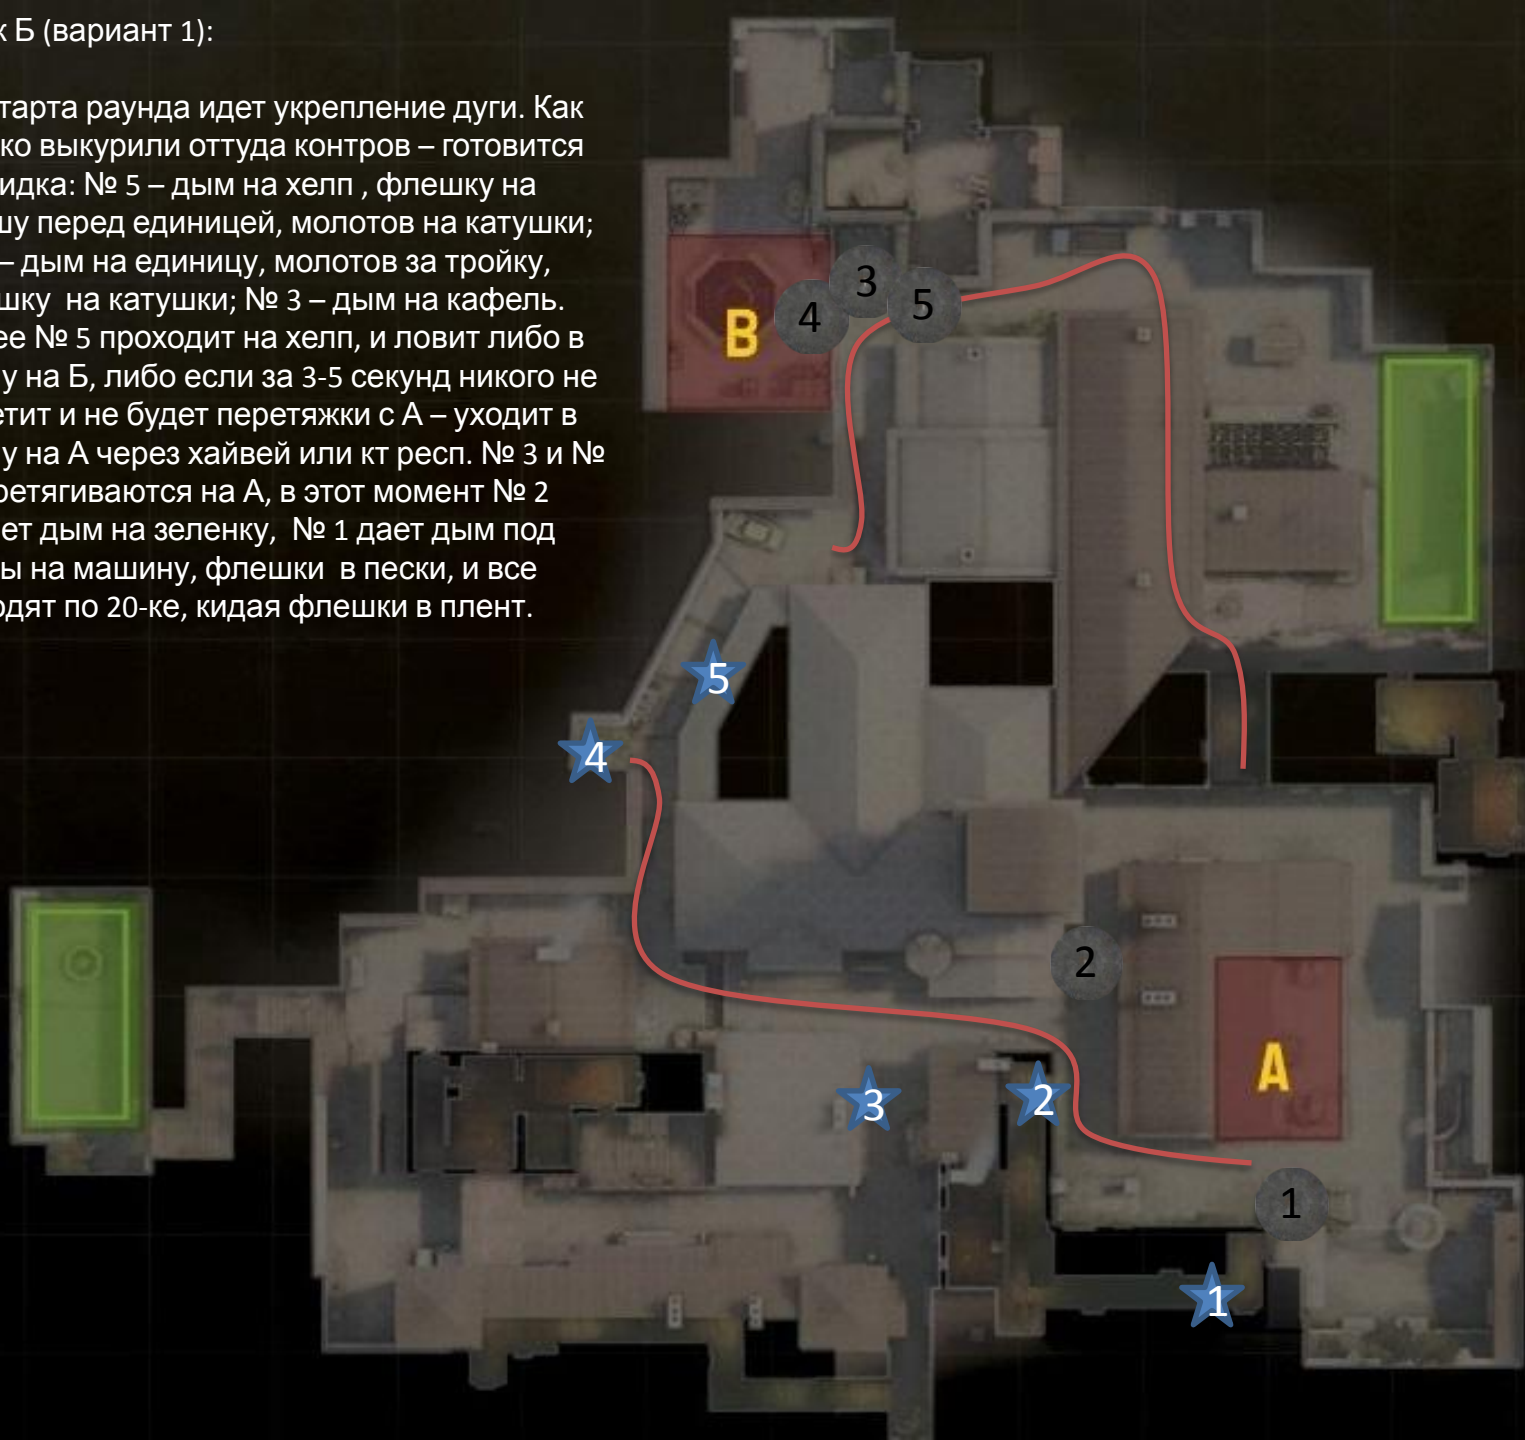 к Б (вариант 1):
тарта раунда идет укрепление дуги. Как
ко выкурили оттуда контров – готовится
идка: № 5 – дым на хелп , флешку на
шу перед единицей, молотов на катушки;
– дым на единицу, молотов за тройку,
шку на катушки; № 3 – дым на кафель.
ее № 5 проходит на хелп, и ловит либо в
у на Б, либо если за 3-5 секунд никого не
етит и не будет перетяжки с А – уходит в
у на А через хайвей или кт респ. № 3 и №
ретягиваются на А, в этот момент № 2
ет дым на зеленку, № 1 дает дым под
ы на машину, флешки в пески, и все
одят по 20-ке, кидая флешки в плент.
3
5
4
B
5
4
2
A
3
2
1
1